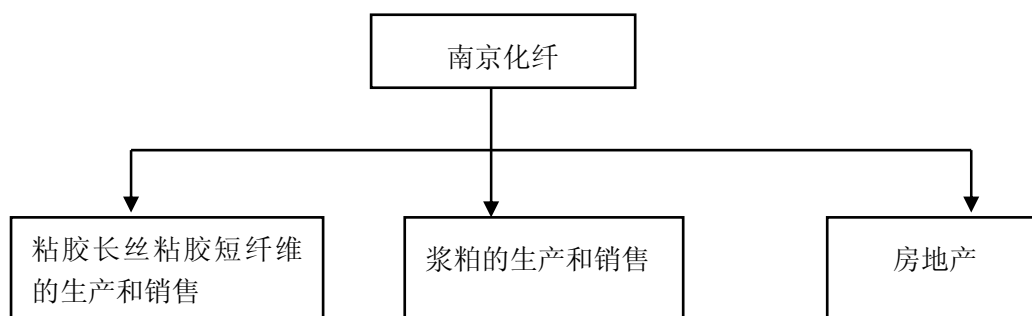 南京化纤
粘胶长丝粘胶短纤维
的生产和销售
浆粕的生产和销售
房地产